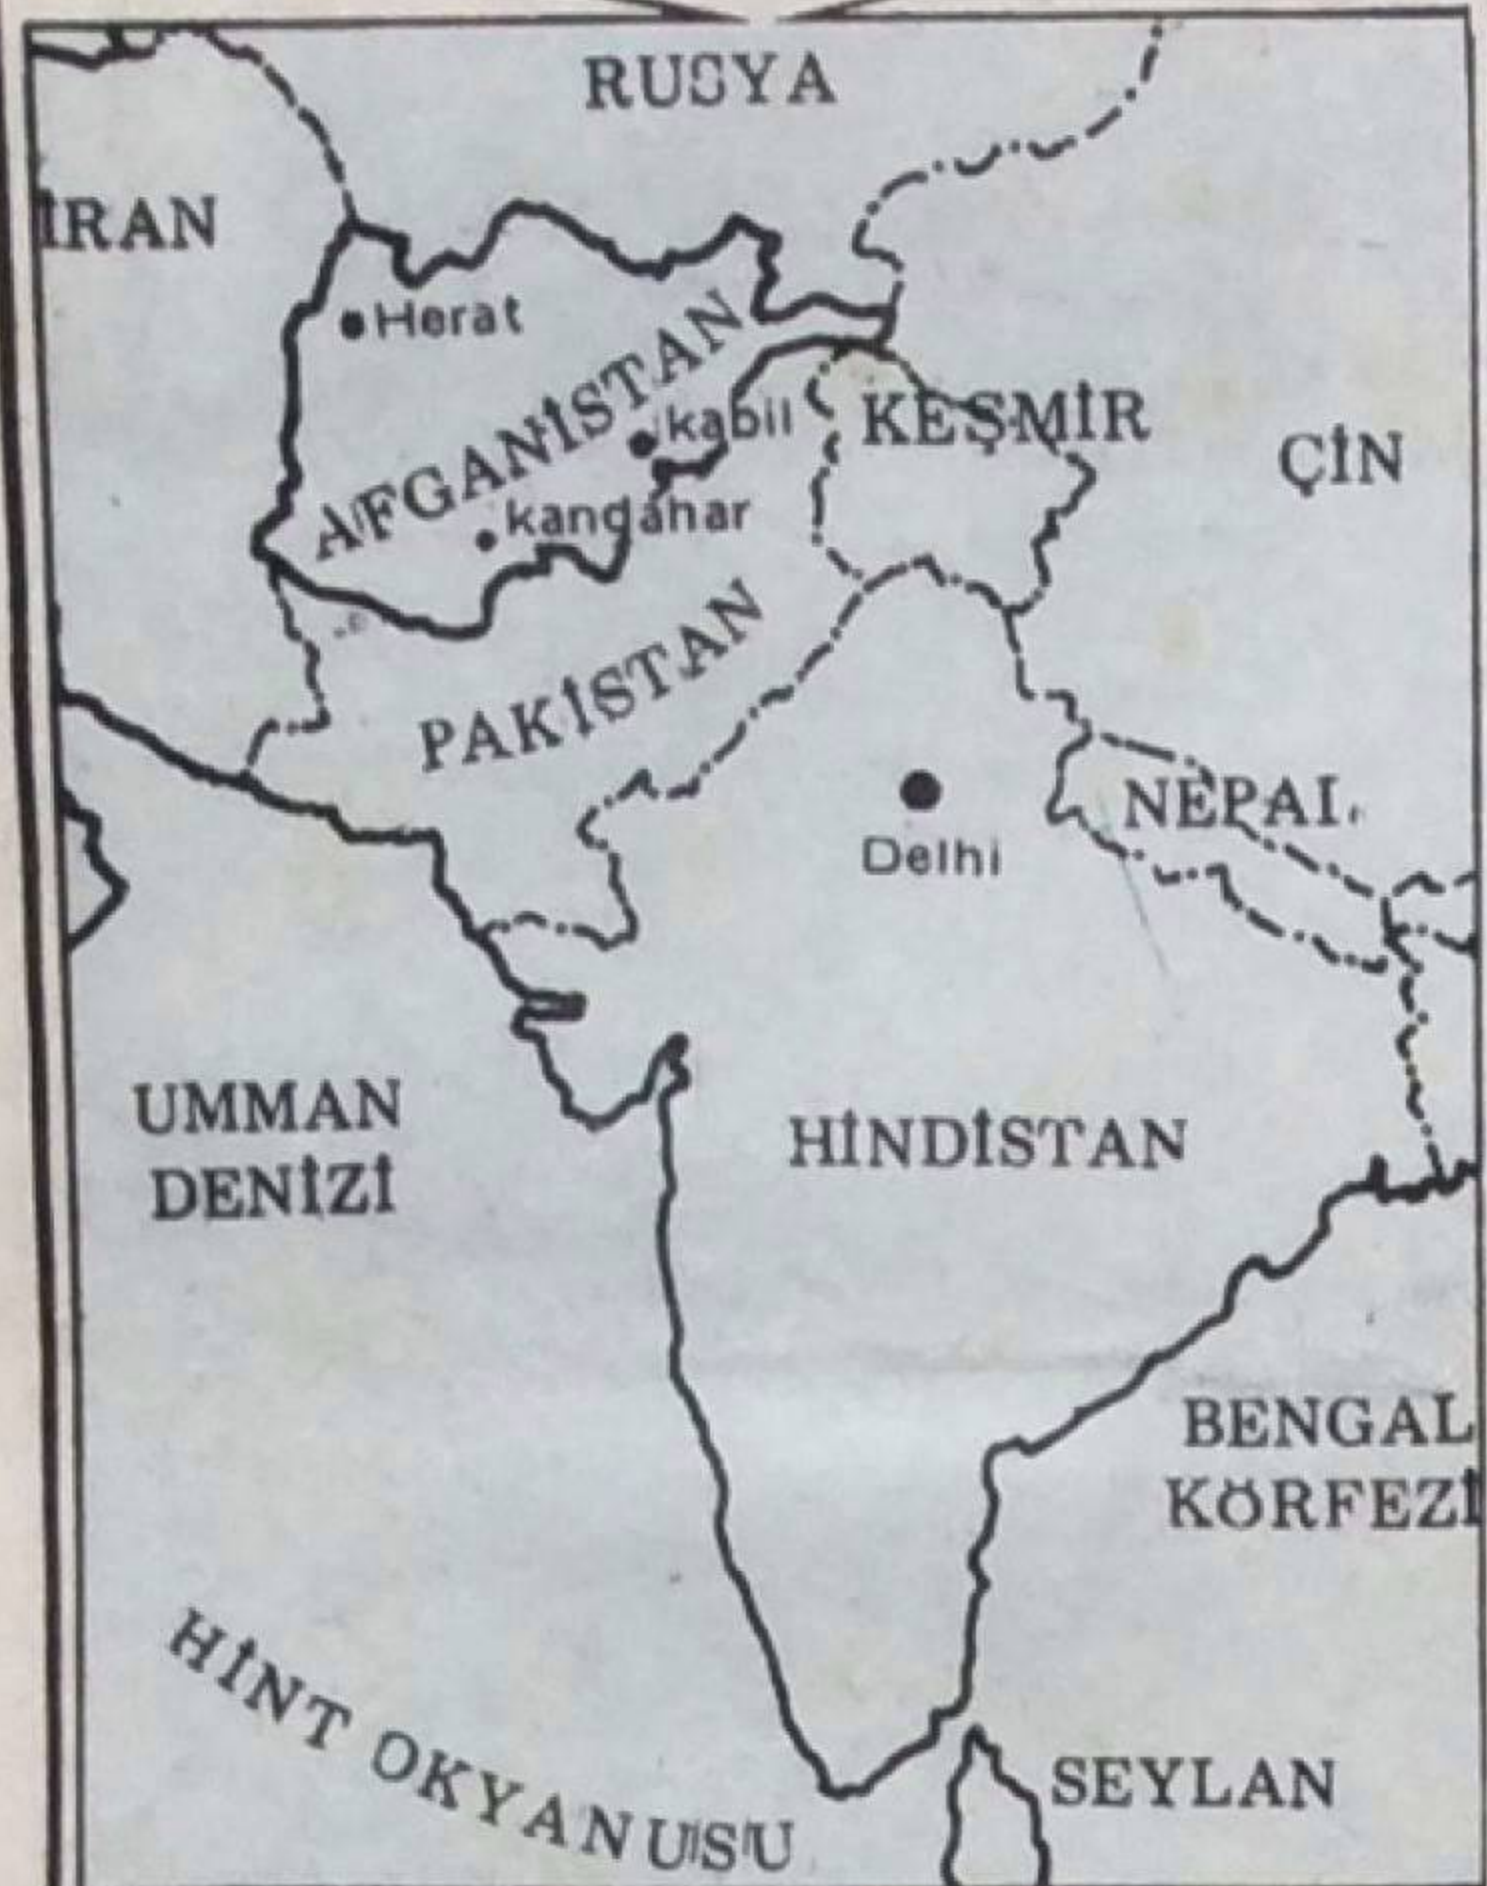 RUSYA
İRAN
Herat
AFGANİSTAN
kabil
KEŞMİR
ÇİN
kandahar
PAKİSTAN
NEPAL
Delhi
UMMAN
DENİZİ
HİNDİSTAN
BENGAL
KÖRFEZİ
HİNT OKYANUSU
SEYLAN